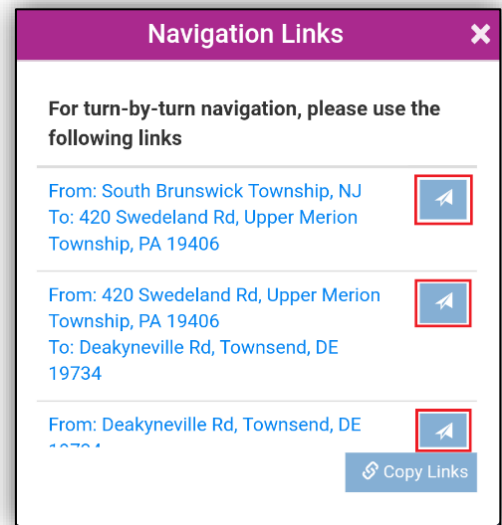 Navigation Links
For turn-by-turn navigation, please use the
following links
From: South Brunswick Township, NJ
To: 420 Swedeland Rd, Upper Merion
Township, PA 19406
From: 420 Swedeland Rd, Upper Merion
Township, PA 19406
To: Deakyneville Rd, Townsend, DE
19734
From: Deakyneville Rd, Townsend, DE
Copy Links